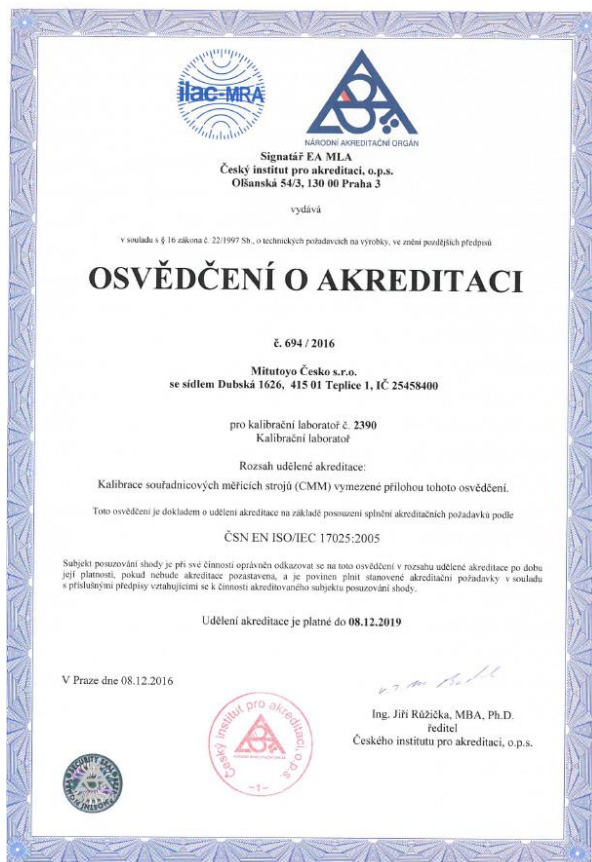 ilac-MRA
NÁRODNÍ AKREDITAČNÍ ORGÁN
Signatář EA MLA
Český institut pro akreditaci, o.p.s.
Olšanská 54/3, 130 00 Praha 3
vydává
v souladu s § 16 zákona č. 22/1997 Sb., o technických požadavcích na výrobky, ve znění pozdějších předpisů
OSVĚDČENÍ O AKREDITACI
č. 694 / 2016
Mitutoyo Česko s.r.o.
se sídlem Dubská 1626, 415 01 Teplice 1, IČ 25458400
pro kalibrační laboratoř č. 2390
Kalibrační laboratoř
Rozsah udělené akreditace:
Kalibrace souřadnicových měřicích strojů (CMM) vymezené přílohou tohoto osvědčení.
Toto osvědčení je dokladem o udělení akreditace na základě posouzení splnění akreditačních požadavků podle
ČSN EN ISO/IEC 17025:2005
Subjekt posuzování shody je při své činnosti oprávněn odkazovat se na toto osvědčení v rozsahu udělené akreditace po dobu
její platnosti, pokud nebude akreditace pozastavena, a je povinen plnit stanovené akreditační požadavky v souladu
s příslušnými předpisy vztahujícími se k činnosti akreditovaného subjektu posuzování shody.
Udělení akreditace je platné do 08.12.2019
V Praze dne 08.12.2016
Ing. Jiří Růžička, MBA, Ph.D.
ředitel
Českého institutu pro akreditaci, o.p.s.
Český institut pro akreditaci, o.p.s.
NÁRODNÍ AKREDITAČNÍ ORGÁN
-1-